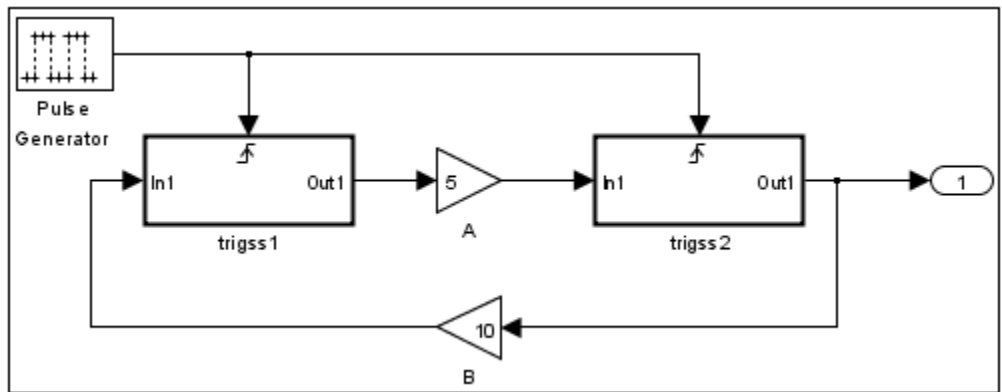 Pulse
Generator
In1
Out1
trigss1
5
A
In1
Out1
trigss2
1
10
B